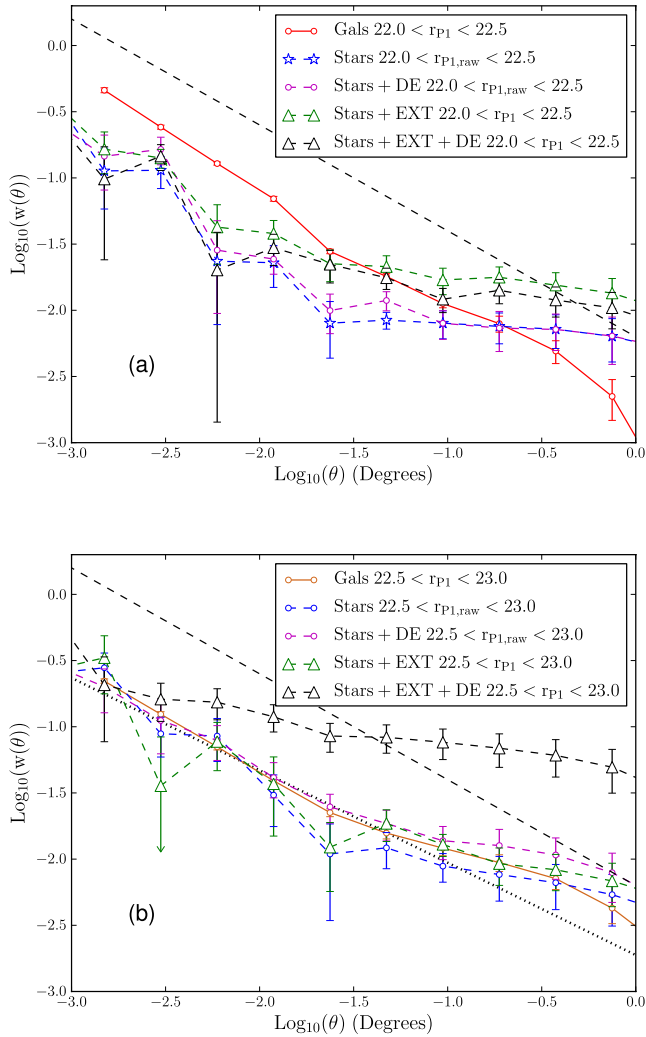 0.0
−0.5
−1.0
−1.5
−2.0
−2.5
−3.0
Log₁₀(w(θ))
Gals 22.0 < r_P1 < 22.5
Stars 22.0 < r_P1,raw < 22.5
Stars + DE 22.0 < r_P1,raw < 22.5
Stars + EXT 22.0 < r_P1 < 22.5
Stars + EXT + DE 22.0 < r_P1 < 22.5
(a)
−3.0 −2.5 −2.0 −1.5 −1.0 −0.5 0.0
Log₁₀(θ) (Degrees)
0.0
−0.5
−1.0
−1.5
−2.0
−2.5
−3.0
Log₁₀(w(θ))
Gals 22.5 < r_P1 < 23.0
Stars 22.5 < r_P1,raw < 23.0
Stars + DE 22.5 < r_P1,raw < 23.0
Stars + EXT 22.5 < r_P1 < 23.0
Stars + EXT + DE 22.5 < r_P1 < 23.0
(b)
−3.0 −2.5 −2.0 −1.5 −1.0 −0.5 0.0
Log₁₀(θ) (Degrees)